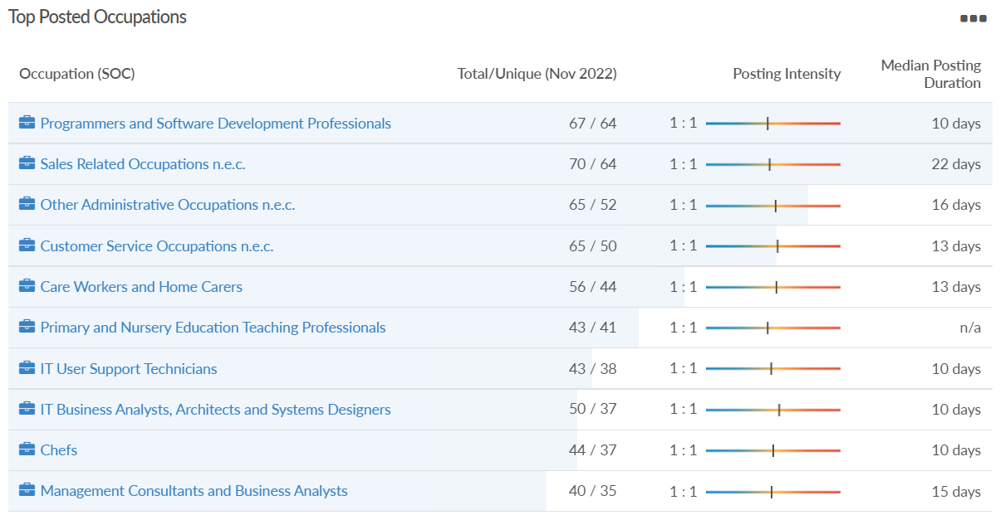 Top Posted Occupations
Occupation (SOC) Total/Unique (Nov 2022) Posting Intensity Median Posting Duration
Programmers and Software Development Professionals 67 / 64 1 : 1 10 days
Sales Related Occupations n.e.c. 70 / 64 1 : 1 22 days
Other Administrative Occupations n.e.c. 65 / 52 1 : 1 16 days
Customer Service Occupations n.e.c. 65 / 50 1 : 1 13 days
Care Workers and Home Carers 56 / 44 1 : 1 13 days
Primary and Nursery Education Teaching Professionals 43 / 41 1 : 1 n/a
IT User Support Technicians 43 / 38 1 : 1 10 days
IT Business Analysts, Architects and Systems Designers 50 / 37 1 : 1 10 days
Chefs 44 / 37 1 : 1 10 days
Management Consultants and Business Analysts 40 / 35 1 : 1 15 days